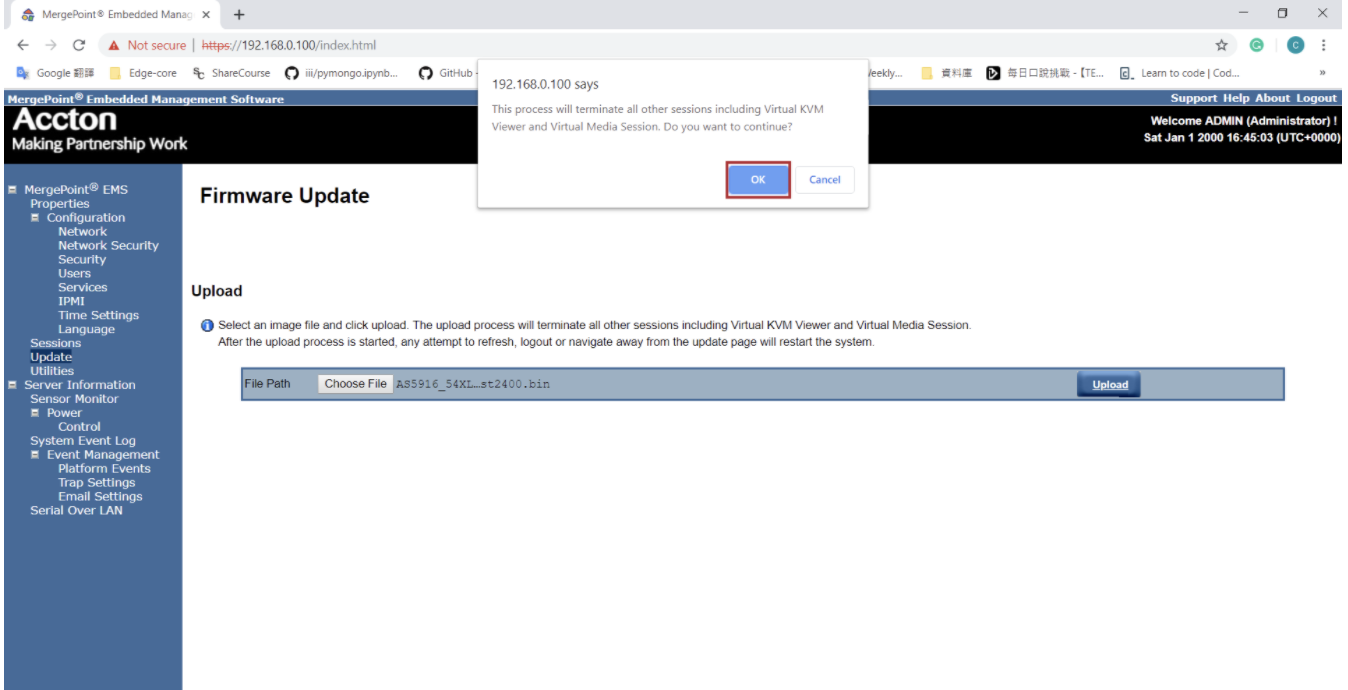 MergePoint® Embedded Manag
Not secure | https://192.168.0.100/index.html
Google 翻譯 Edge-core ShareCourse iii/pymongo.ipynb... GitHub Weekly... 資料庫 每日口說挑戰 -【TE... Learn to code | Cod... »
192.168.0.100 says
This process will terminate all other sessions including Virtual KVM
Viewer and Virtual Media Session. Do you want to continue?
OK Cancel
MergePoint® Embedded Management Software
Support Help About Logout
Accton
Making Partnership Work
Welcome ADMIN (Administrator) !
Sat Jan 1 2000 16:45:03 (UTC+0000)
MergePoint® EMS
Properties
Configuration
Network
Network Security
Security
Users
Services
IPMI
Time Settings
Language
Sessions
Update
Utilities
Server Information
Sensor Monitor
Power
Control
System Event Log
Event Management
Platform Events
Trap Settings
Email Settings
Serial Over LAN
Firmware Update
Upload
Select an image file and click upload. The upload process will terminate all other sessions including Virtual KVM Viewer and Virtual Media Session.
After the upload process is started, any attempt to refresh, logout or navigate away from the update page will restart the system.
File Path Choose File AS5916_54XL…st2400.bin Upload